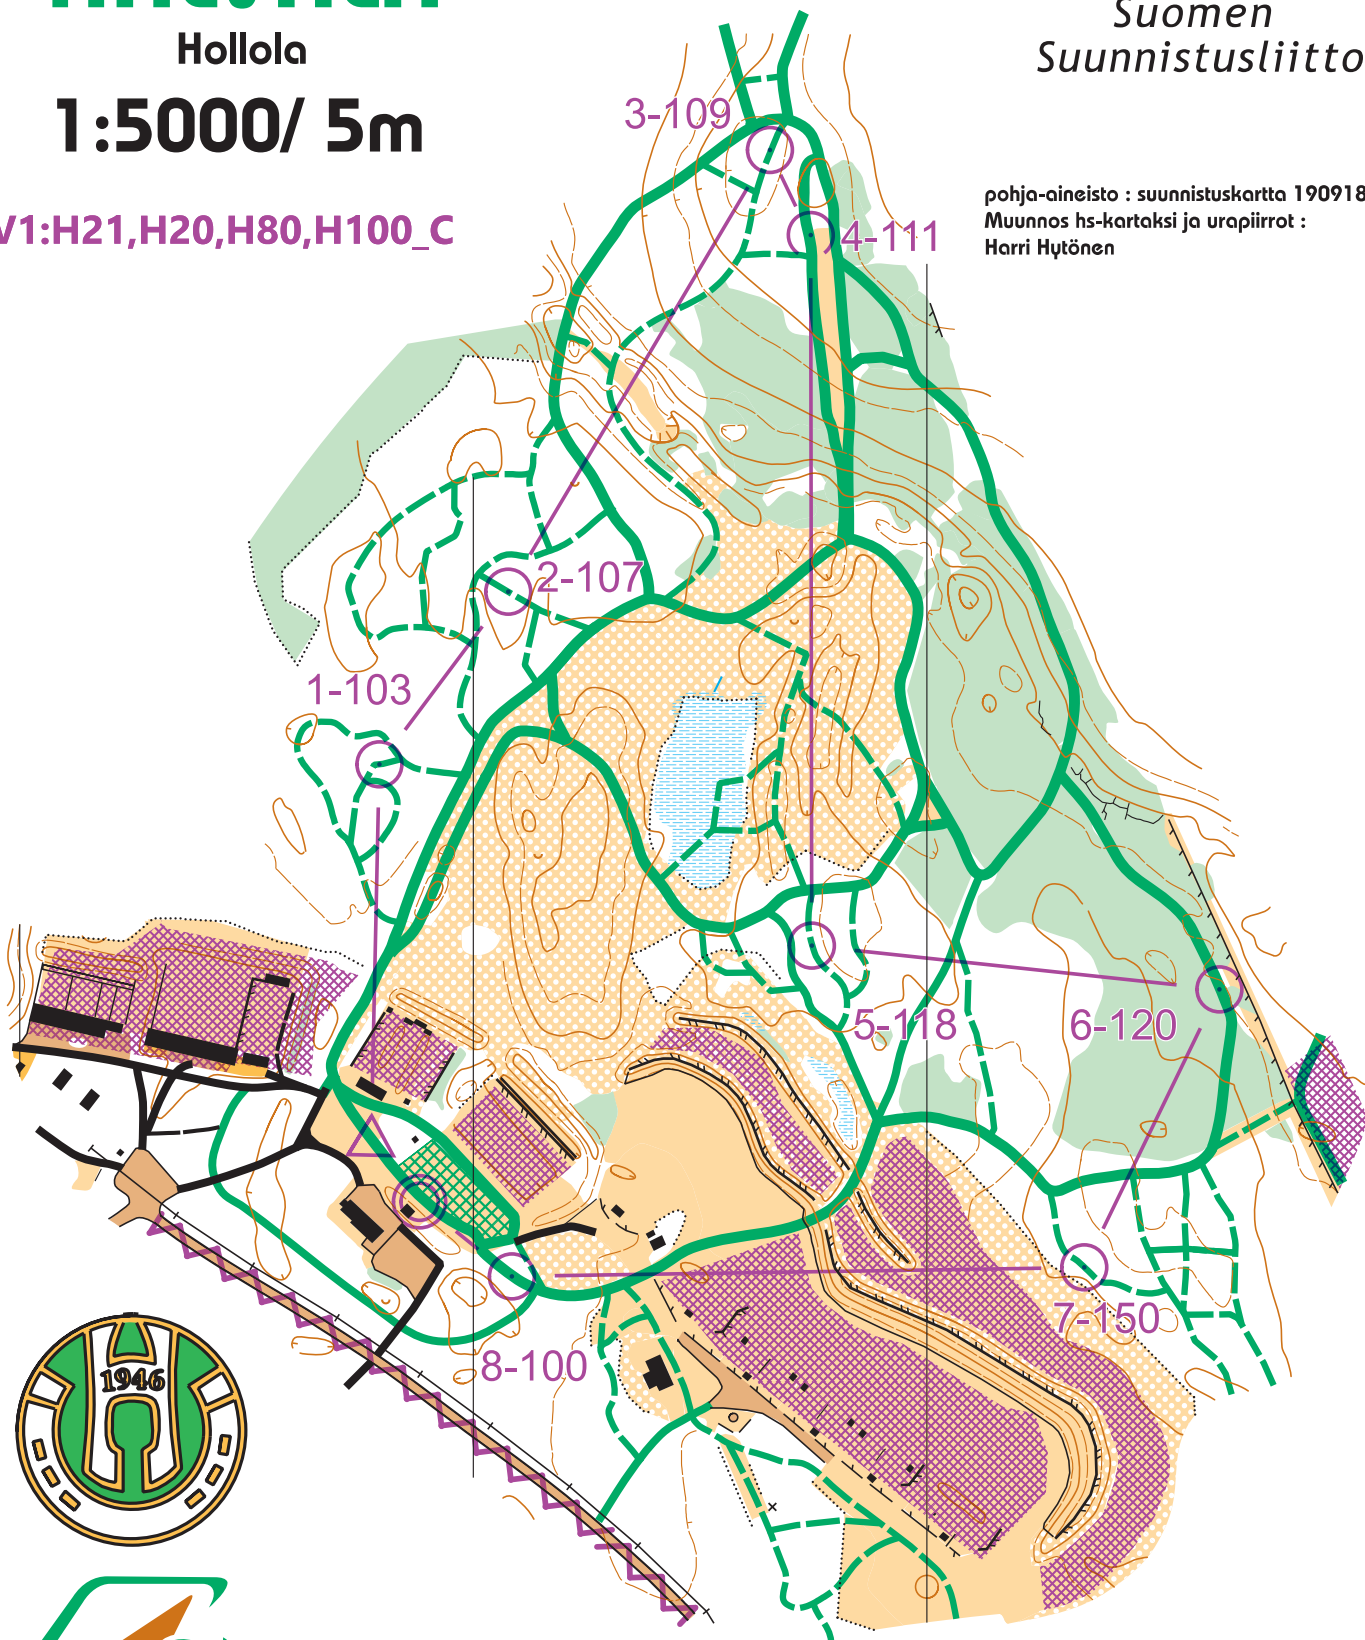 Hollola
1:5000/ 5m
V1:H21,H20,H80,H100_C
Suomen
Suunnistusliitto
pohja-aineisto : suunnistuskartta 190918
Muunnos hs-kartaksi ja urapiirrot :
Harri Hytönen
3-109
4-111
2-107
1-103
5-118
6-120
7-150
8-100
1946